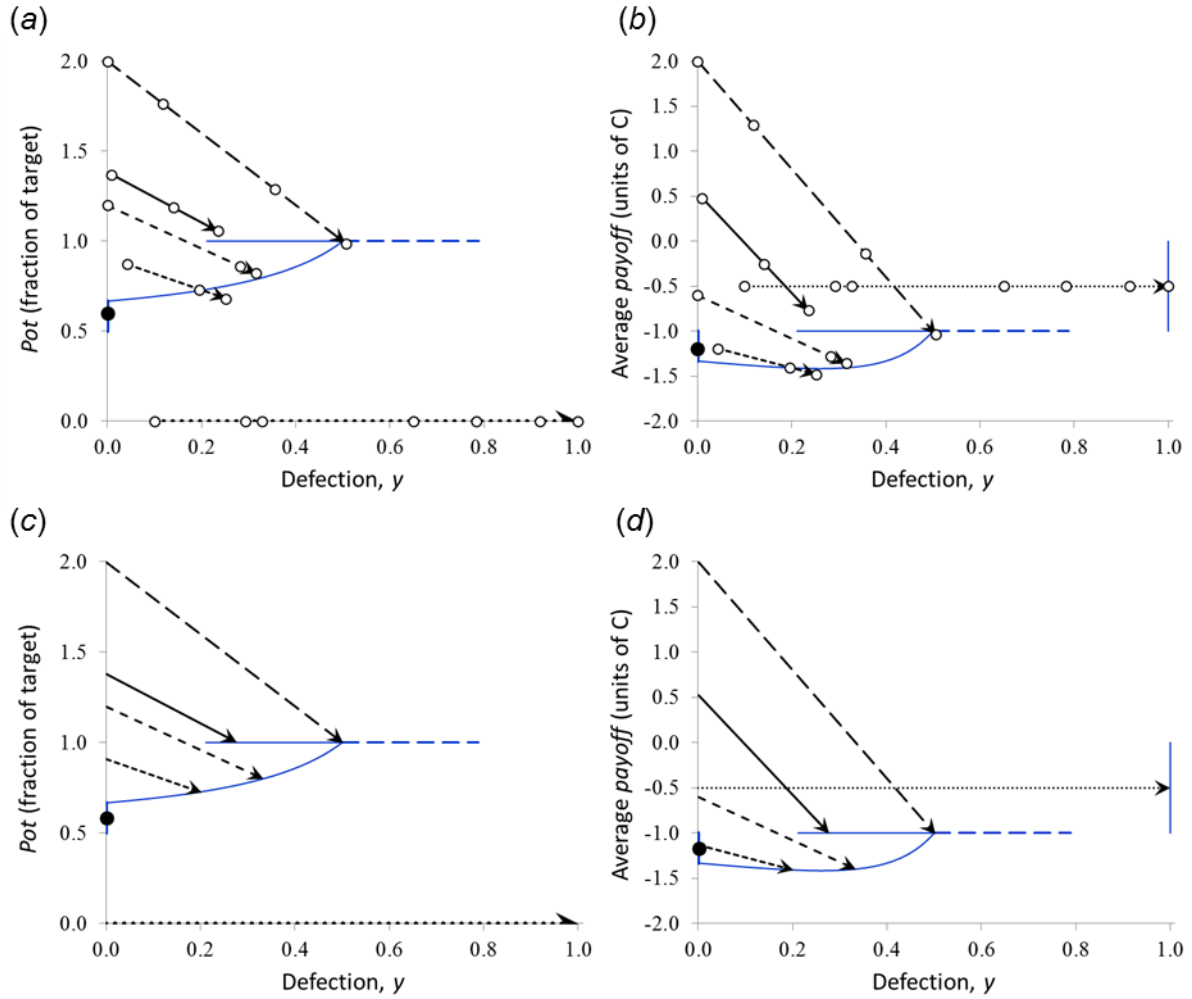 (a)
Pot (fraction of target)
2.0
1.5
1.0
0.5
0.0
0.0 0.2 0.4 0.6 0.8 1.0
Defection, y
(b)
Average payoff (units of C)
2.0
1.5
1.0
0.5
0.0
-0.5
-1.0
-1.5
-2.0
0.0 0.2 0.4 0.6 0.8 1.0
Defection, y
(c)
Pot (fraction of target)
2.0
1.5
1.0
0.5
0.0
0.0 0.2 0.4 0.6 0.8 1.0
Defection, y
(d)
Average payoff (units of C)
2.0
1.5
1.0
0.5
0.0
-0.5
-1.0
-1.5
-2.0
0.0 0.2 0.4 0.6 0.8 1.0
Defection, y